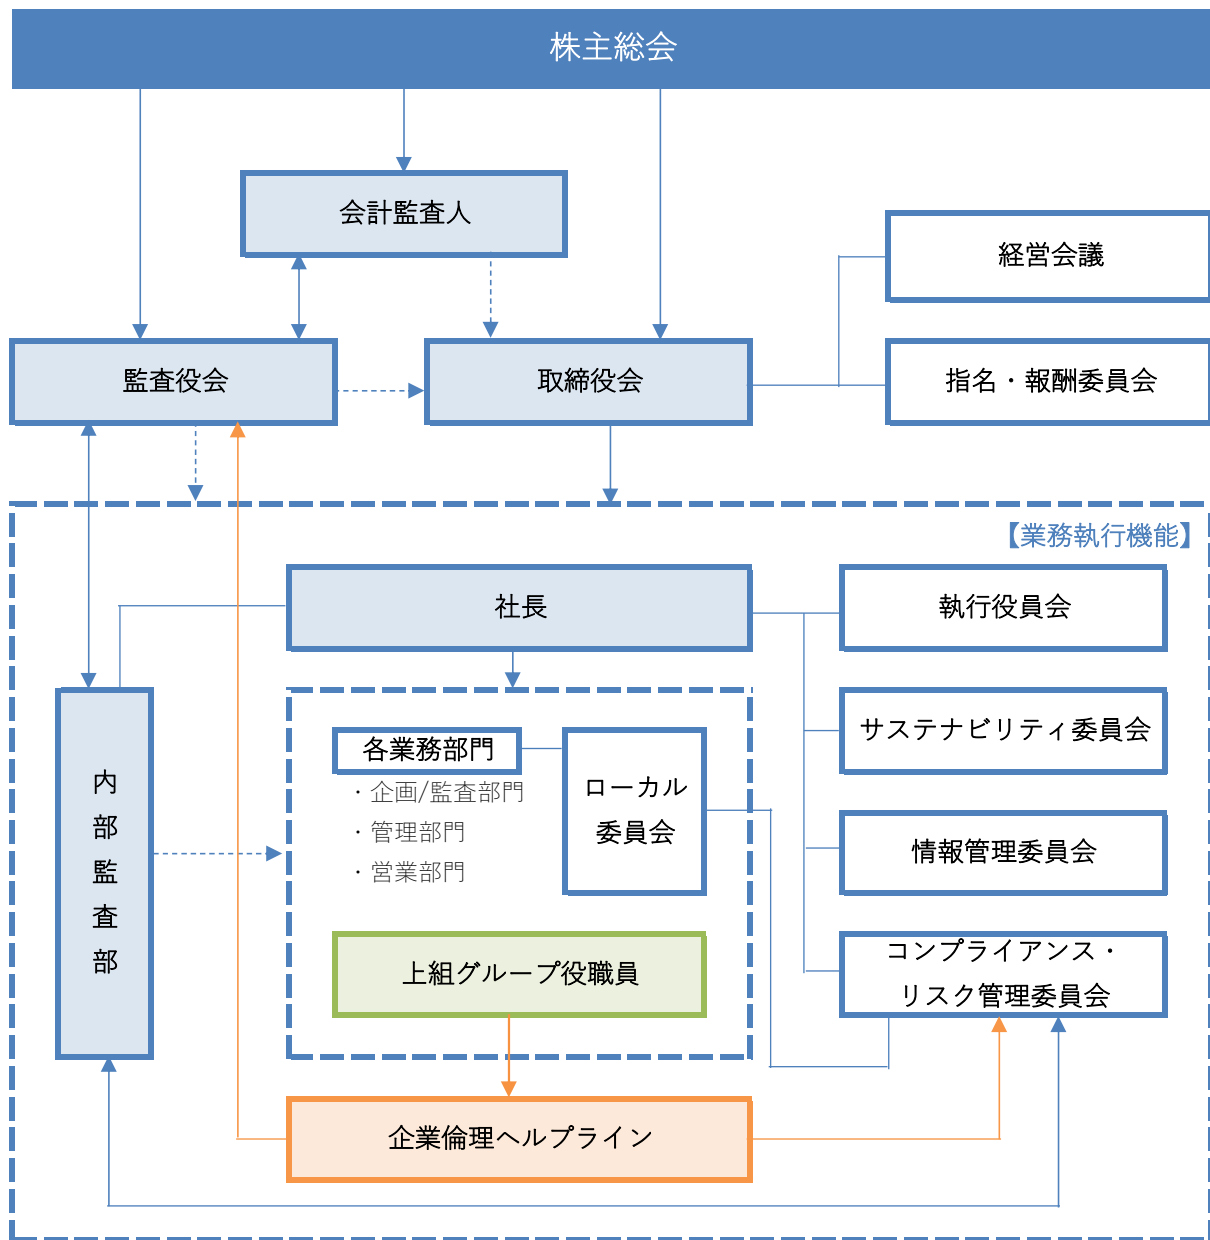 株主総会
会計監査人
経営会議
監査役会
取締役会
指名・報酬委員会
【業務執行機能】
社長
執行役員会
サステナビリティ委員会
各業務部門
・企画/監査部門
・管理部門
・営業部門
ローカル
委員会
内
部
監
査
部
情報管理委員会
上組グループ役職員
コンプライアンス・
リスク管理委員会
企業倫理ヘルプライン